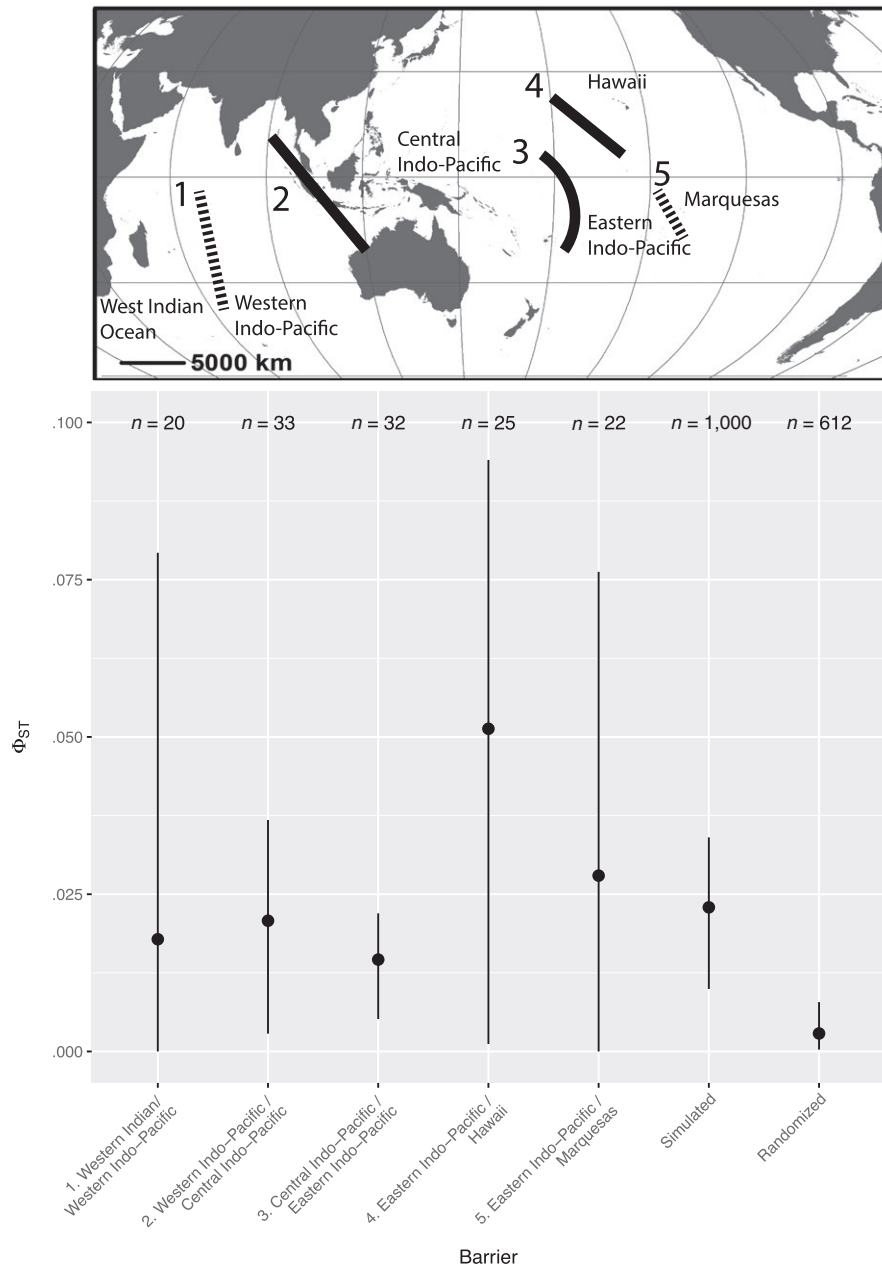 4
Hawaii
Central
Indo-Pacific
3
5
1
2
Marquesas
Eastern
Indo-Pacific
West Indian
Ocean
Western
Indo-Pacific
5000 km
n = 20
n = 33
n = 32
n = 25
n = 22
n = 1,000
n = 612
.100
.075
.050
.025
.000
ΦST
1. Western Indian/
Western Indo–Pacific
2. Western Indo–Pacific /
Central Indo–Pacific
3. Central Indo–Pacific /
Eastern Indo–Pacific
4. Eastern Indo–Pacific /
Hawaii
5. Eastern Indo–Pacific /
Marquesas
Simulated
Randomized
Barrier